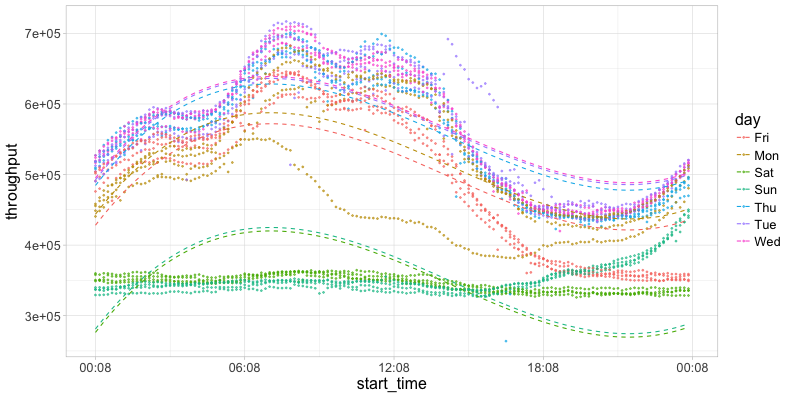 throughput
7e+05
6e+05
5e+05
4e+05
3e+05
00:08
06:08
12:08
18:08
00:08
start_time
day
Fri
Mon
Sat
Sun
Thu
Tue
Wed